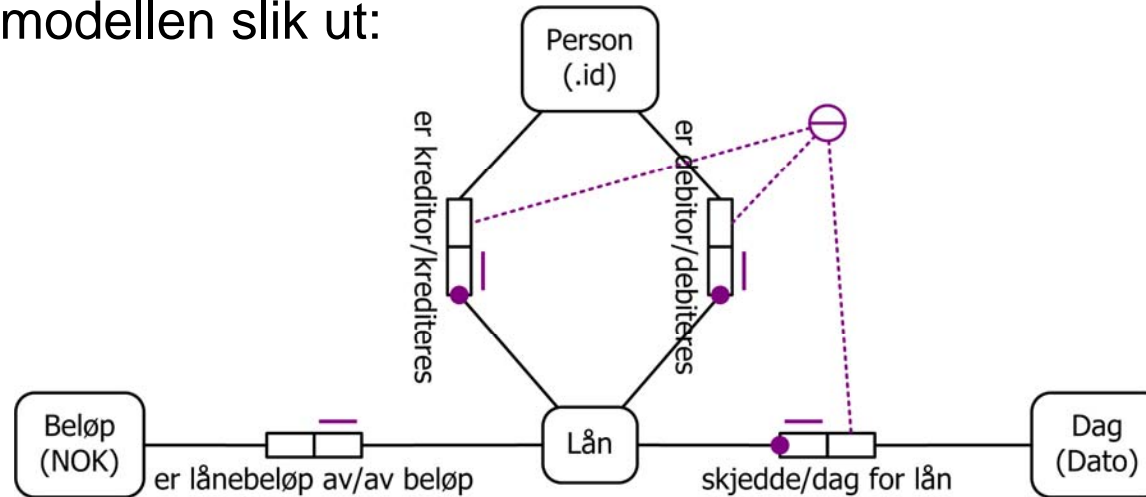 modellen slik ut:
Person
(.id)
er kreditor/krediteres
er debitor/debiteres
Beløp
(NOK)
er lånebeløp av/av beløp
Lån
skjedde/dag for lån
Dag
(Dato)